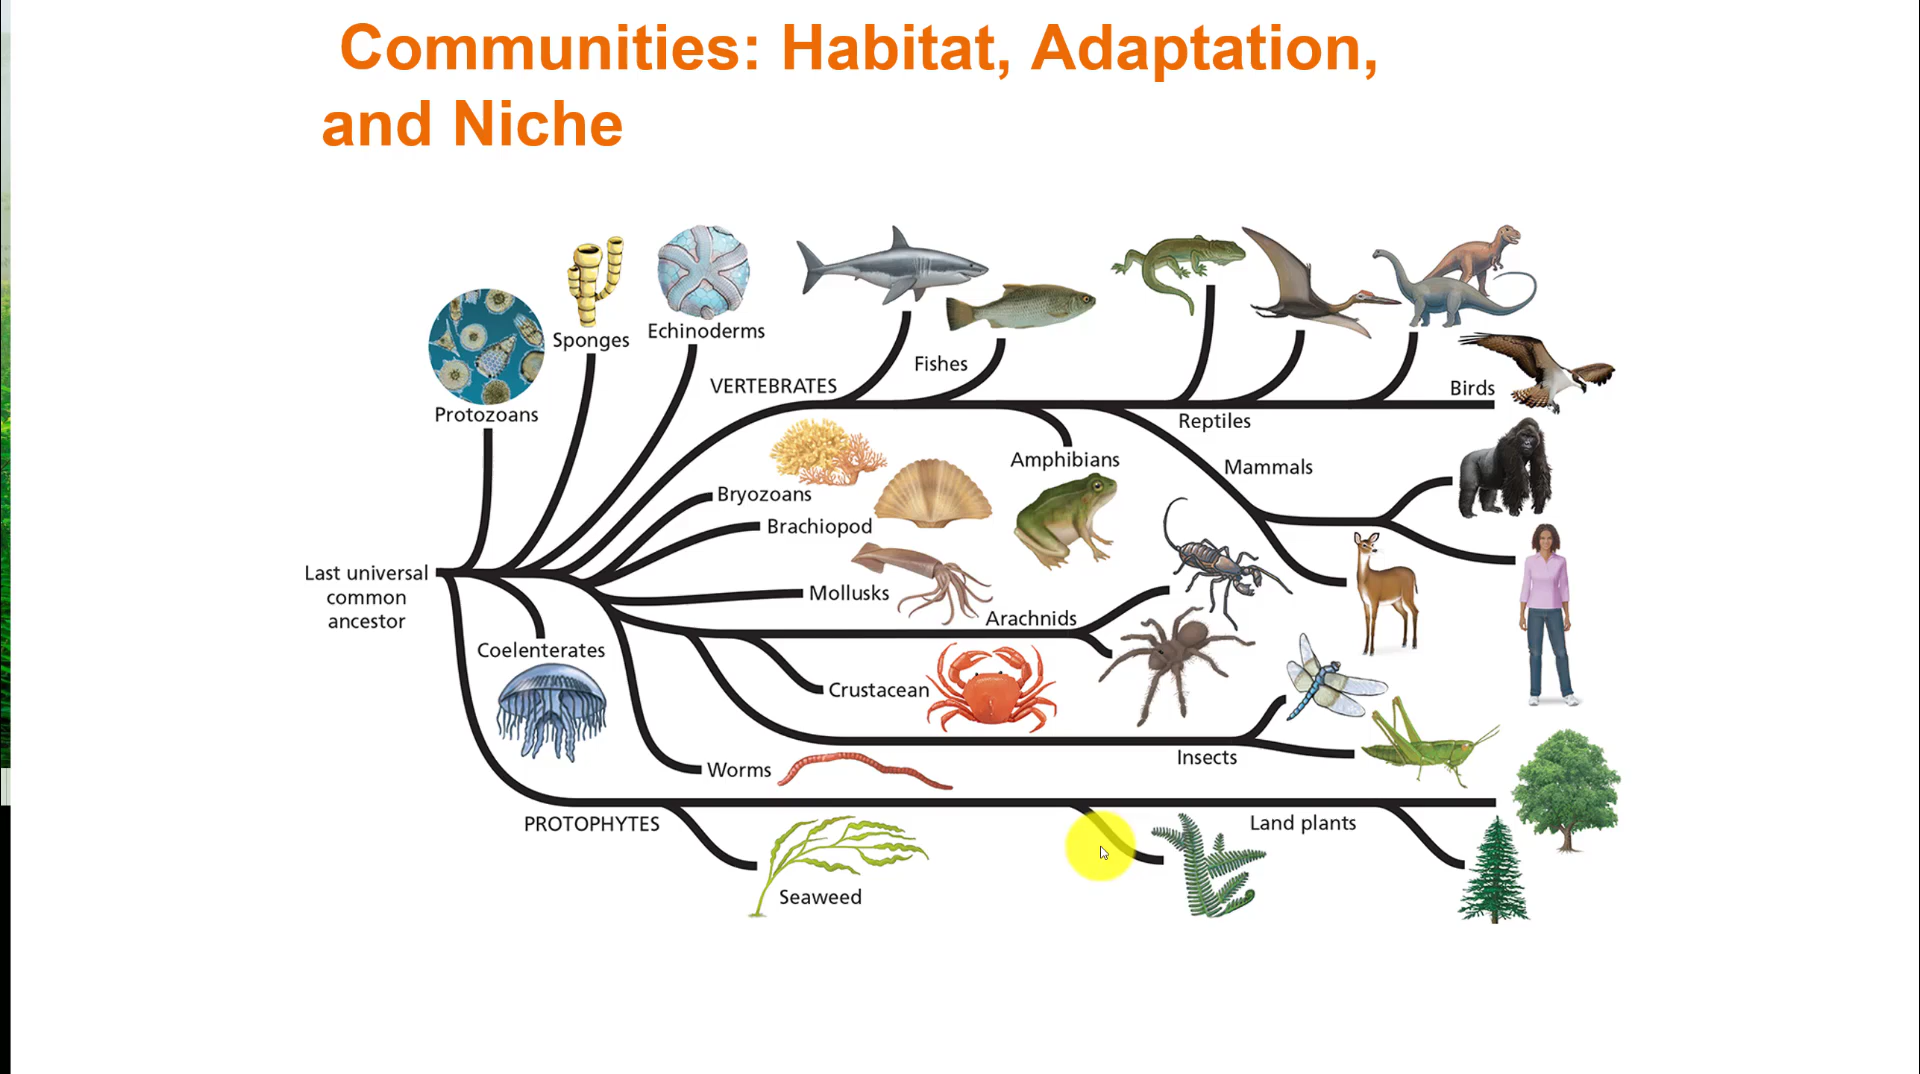 Communities: Habitat, Adaptation,
and Niche
Sponges
Echinoderms
Protozoans
VERTEBRATES
Fishes
Birds
Reptiles
Amphibians
Mammals
Bryozoans
Brachiopod
Last universal
common
ancestor
Mollusks
Arachnids
Coelenterates
Crustacean
Insects
Worms
PROTOPHYTES
Land plants
Seaweed